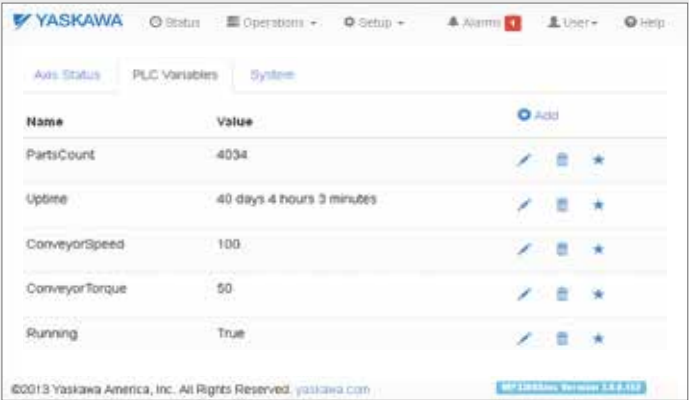 YASKAWA Status Operations Setup Alarms User Help
Axis Status PLC Variables System
Name Value Add
PartsCount 4034
Uptime 40 days 4 hours 3 minutes
ConveyorSpeed 100
ConveyorTorque 50
Running True
©2013 Yaskawa America, Inc. All Rights Reserved. yaskawa.com